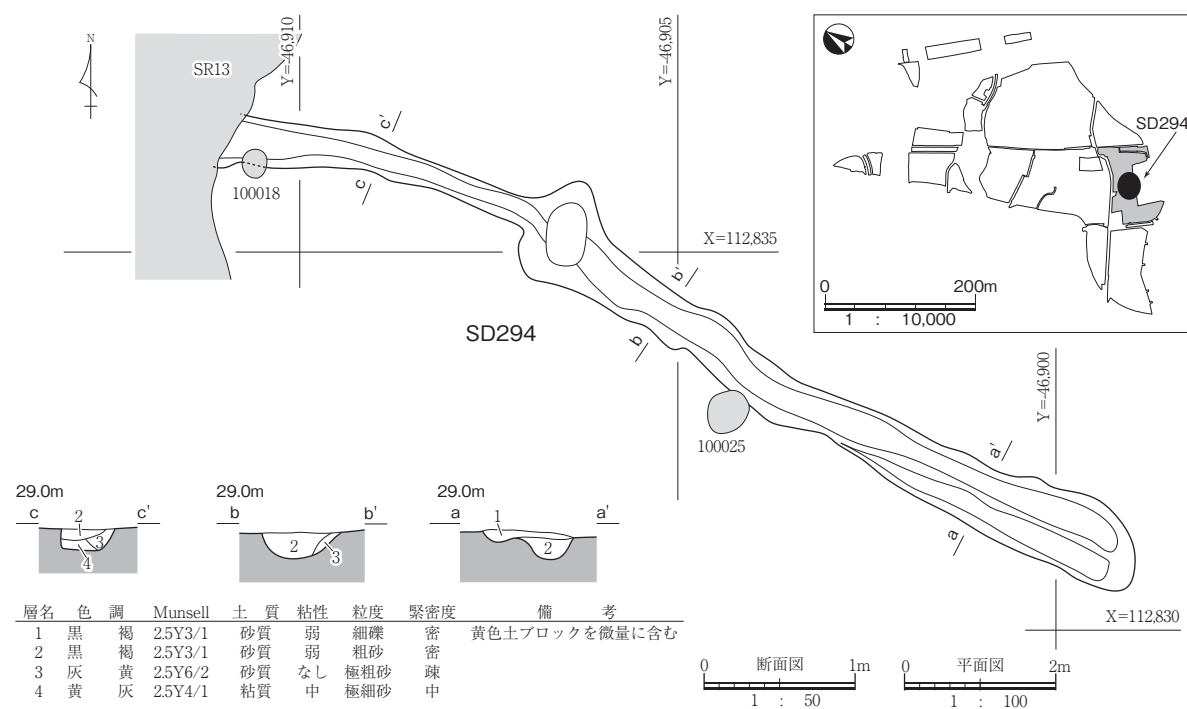 N
SR13
Y=-46,910
Y=-46,905
SD294
c'
c
100018
X=112,835
b'
b
0 200m
1 : 10,000
SD294
Y=-46,900
100025
a'
a
X=112,830
29.0m
c c'
2
3
4
29.0m
b b'
2
3
29.0m
a a'
1
2
層名 色調 Munsell 土質 粘性 粒度 緊密度 備考
1 黒褐 2.5Y3/1 砂質 弱 細礫 密 黄色土ブロックを微量に含む
2 黒褐 2.5Y3/1 砂質 弱 粗砂 密
3 灰黄 2.5Y6/2 砂質 なし 極粗砂 疎
4 黄灰 2.5Y4/1 粘質 中 極細砂 中
0 断面図 1m
1 : 50
0 平面図 2m
1 : 100